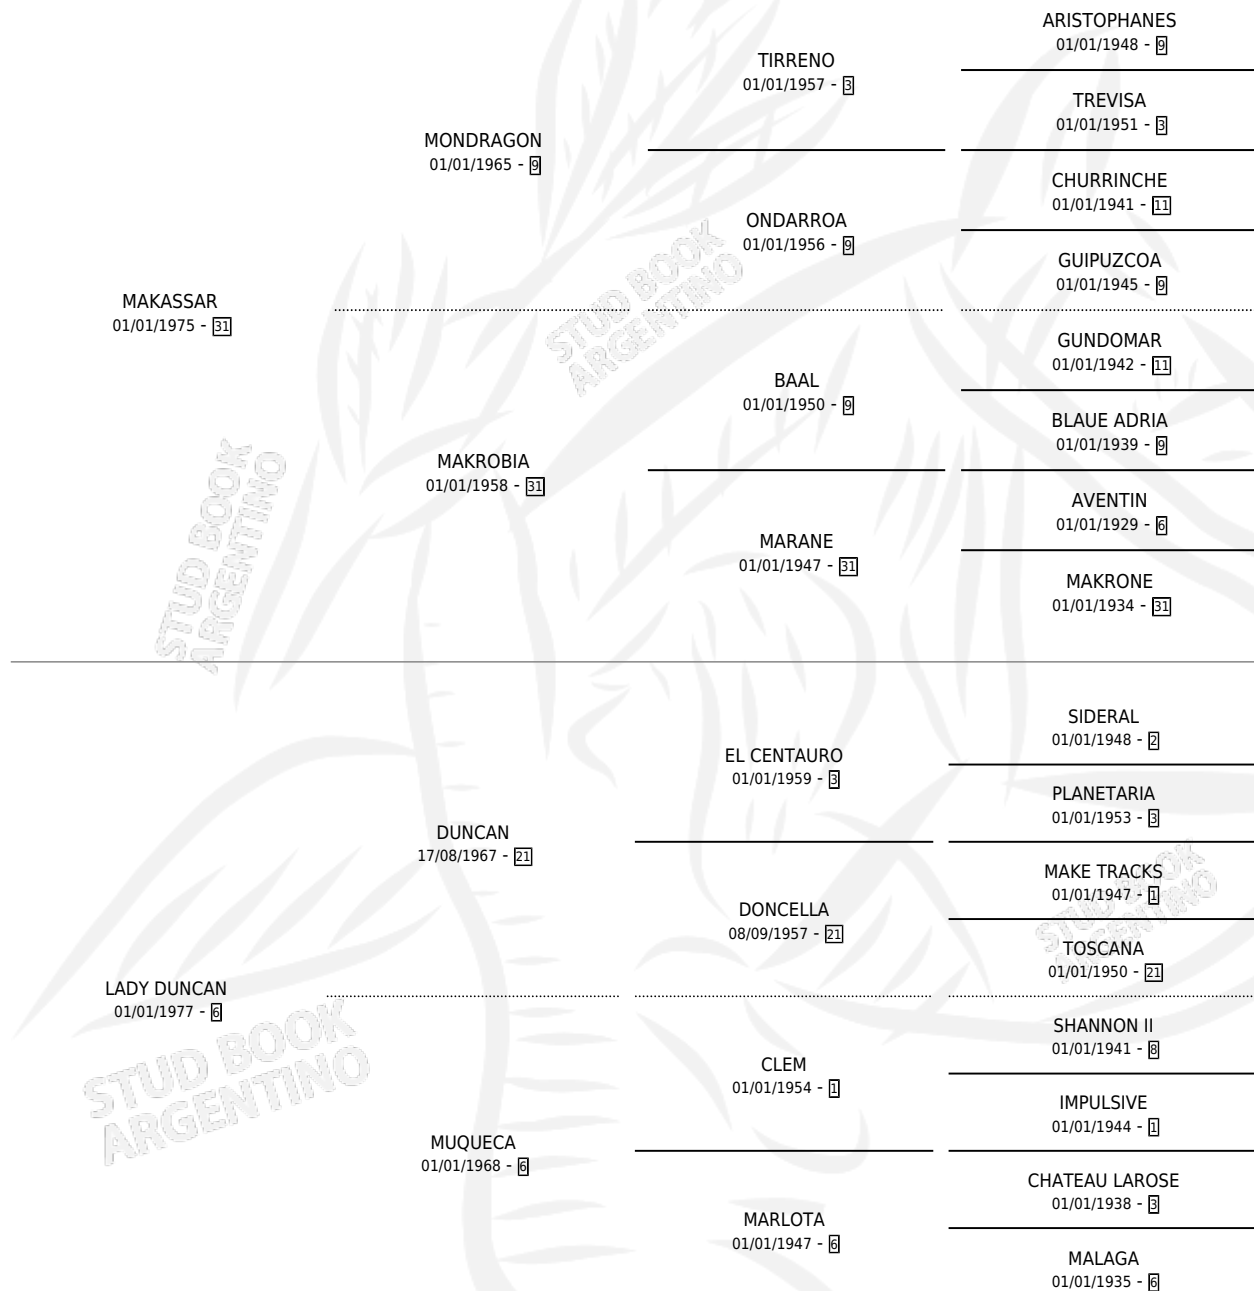 ARISTOPHANES
01/01/1948 - 9
TIRRENO
01/01/1957 - 3
TREVISA
01/01/1951 - 3
MONDRAGON
01/01/1965 - 9
CHURRINCHE
01/01/1941 - 11
ONDARROA
01/01/1956 - 9
GUIPUZCOA
01/01/1945 - 9
MAKASSAR
01/01/1975 - 31
GUNDOMAR
01/01/1942 - 11
BAAL
01/01/1950 - 9
BLAUE ADRIA
01/01/1939 - 9
MAKROBIA
01/01/1958 - 31
AVENTIN
01/01/1929 - 6
MARANE
01/01/1947 - 31
MAKRONE
01/01/1934 - 31
SIDERAL
01/01/1948 - 2
EL CENTAURO
01/01/1959 - 3
PLANETARIA
01/01/1953 - 3
DUNCAN
17/08/1967 - 21
MAKE TRACKS
01/01/1947 - 1
DONCELLA
08/09/1957 - 21
TOSCANA
01/01/1950 - 21
LADY DUNCAN
01/01/1977 - 6
SHANNON II
01/01/1941 - 8
CLEM
01/01/1954 - 1
IMPULSIVE
01/01/1944 - 1
MUQUECA
01/01/1968 - 6
CHATEAU LAROSE
01/01/1938 - 3
MARLOTA
01/01/1947 - 6
MALAGA
01/01/1935 - 6
STUD BOOK
ARGENTINO
STUD BOOK
ARGENTINO
STUD BOOK
ARGENTINO
STUD BOOK
ARGENTINO